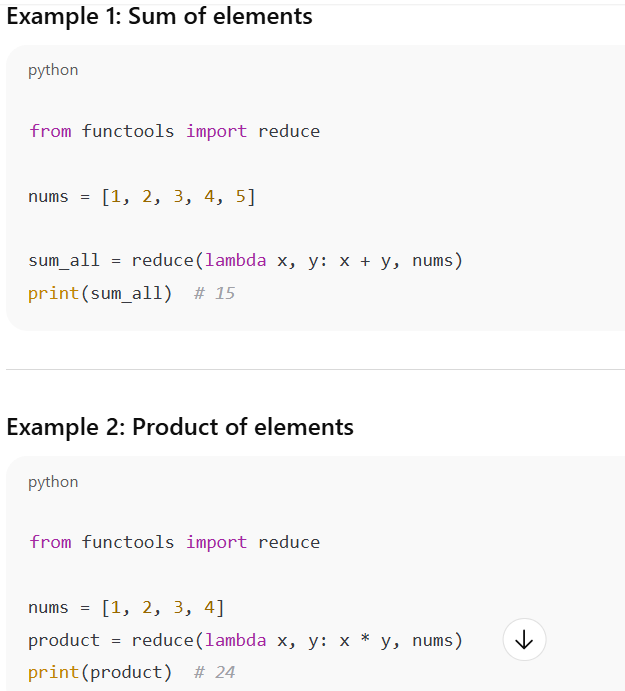 Example 1: Sum of elements
python
from functools import reduce
nums = [1, 2, 3, 4, 5]
sum_all = reduce(lambda x, y: x + y, nums)
print(sum_all)  # 15
Example 2: Product of elements
python
from functools import reduce
nums = [1, 2, 3, 4]
product = reduce(lambda x, y: x * y, nums)
print(product)  # 24